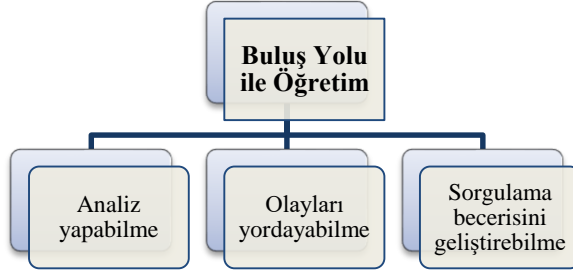 Buluş Yolu
ile Öğretim
Analiz
yapabilme
Olayları
yordayabilme
Sorgulama
becerisini
geliştirebilme